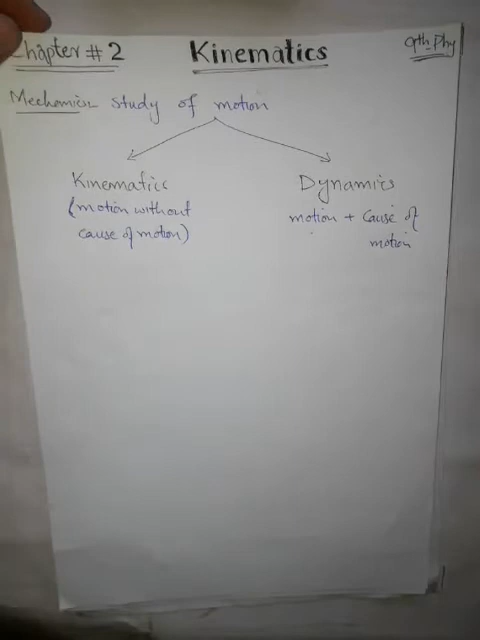 Chapter # 2 Kinematics 9th Phy
Mechanics study of motion
Kinematics Dynamics
(motion without motion + Cause of
cause of motion) motion